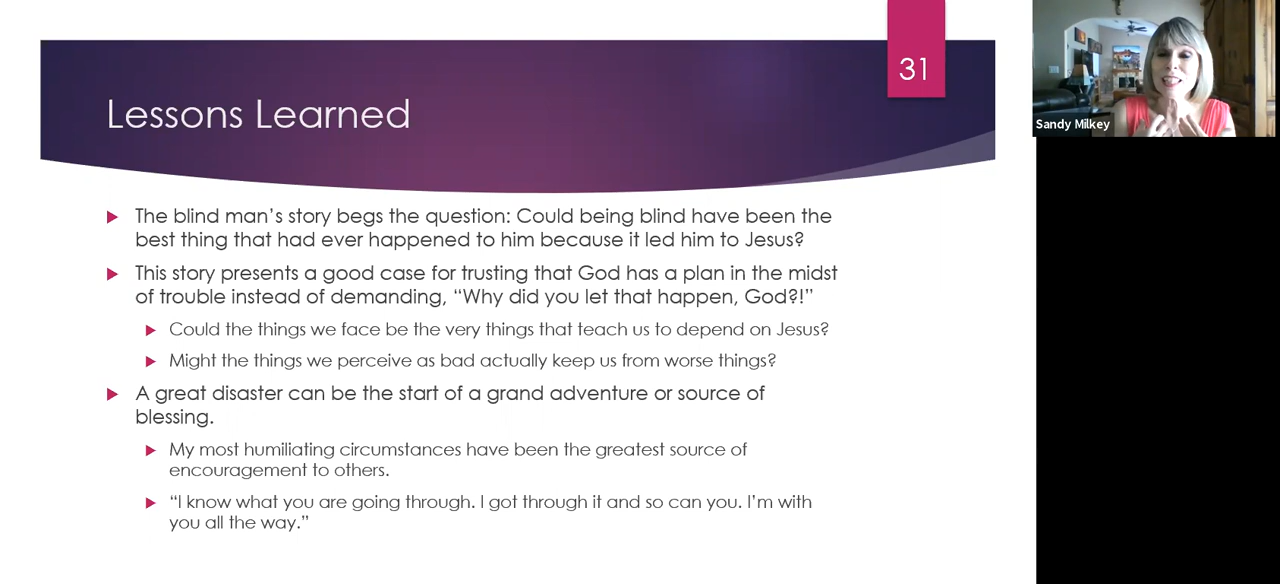 31
Lessons Learned
Sandy Milkey
The blind man's story begs the question: Could being blind have been the
best thing that had ever happened to him because it led him to Jesus?
This story presents a good case for trusting that God has a plan in the midst
of trouble instead of demanding, “Why did you let that happen, God?!”
Could the things we face be the very things that teach us to depend on Jesus?
Might the things we perceive as bad actually keep us from worse things?
A great disaster can be the start of a grand adventure or source of
blessing.
My most humiliating circumstances have been the greatest source of
encouragement to others.
“I know what you are going through. I got through it and so can you. I’m with
you all the way.”